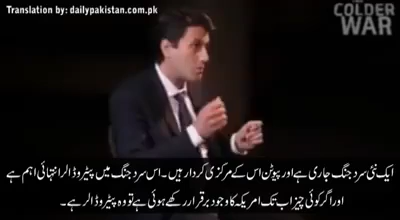 Translation by: dailypakistan.com.pk
COLDER
WAR
ایک نئی سرد جنگ جاری ہے اور پیوٹن اس کے مرکزی کردار ہیں۔ اس سرد جنگ میں پیٹروڈالر انتہائی اہم ہے
اور اگر کوئی چیز اب تک امریکہ کا وجود برقرار رکھے ہوئی ہے تو وہ پیٹروڈالر ہے۔